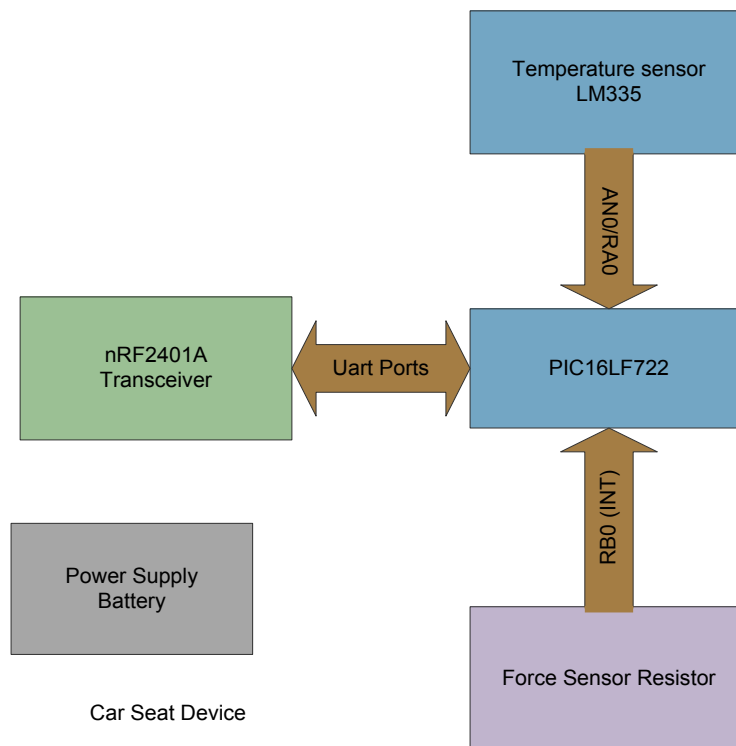 Temperature sensor
LM335
AN0/RA0
nRF2401A
Transceiver
Uart Ports
PIC16LF722
RB0 (INT)
Power Supply
Battery
Force Sensor Resistor
Car Seat Device